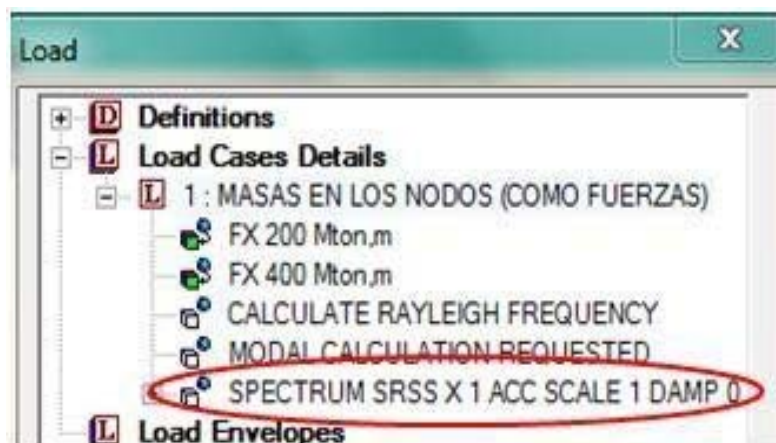 Load
Definitions
Load Cases Details
1 : MASAS EN LOS NODOS (COMO FUERZAS)
FX 200 Mton,m
FX 400 Mton,m
CALCULATE RAYLEIGH FREQUENCY
MODAL CALCULATION REQUESTED
SPECTRUM SRSS X 1 ACC SCALE 1 DAMP 0
Load Envelopes